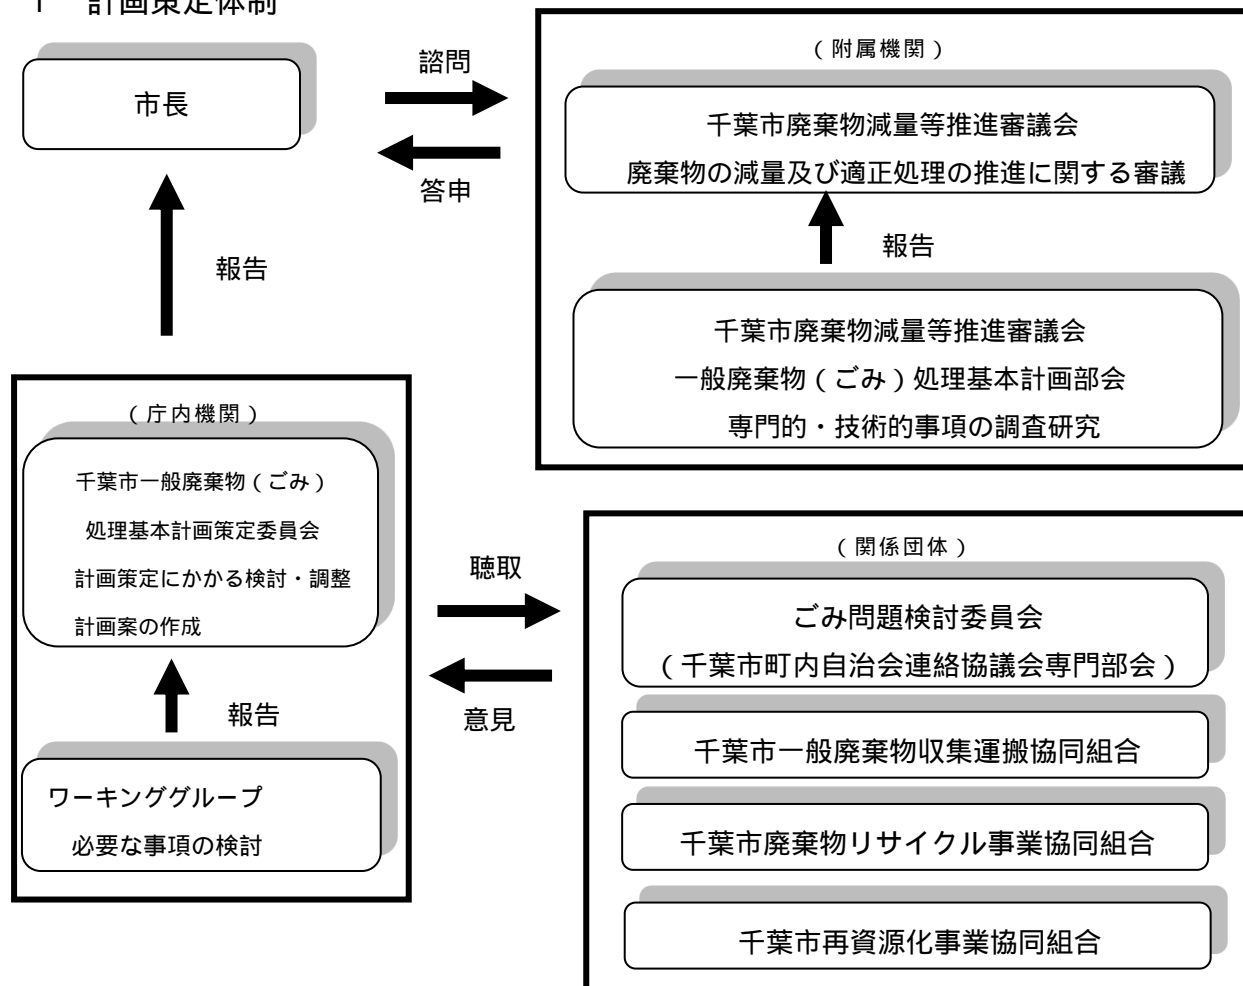 1 計画策定体制
市長
諮問
答申
報告
(附属機関)
千葉市廃棄物減量等推進審議会
廃棄物の減量及び適正処理の推進に関する審議
報告
千葉市廃棄物減量等推進審議会
一般廃棄物(ごみ)処理基本計画部会
専門的・技術的事項の調査研究
(庁内機関)
千葉市一般廃棄物(ごみ)
処理基本計画策定委員会
計画策定にかかる検討・調整
計画案の作成
報告
ワーキンググループ
必要な事項の検討
聴取
意見
(関係団体)
ごみ問題検討委員会
(千葉市町内自治会連絡協議会専門部会)
千葉市一般廃棄物収集運搬協同組合
千葉市廃棄物リサイクル事業協同組合
千葉市再資源化事業協同組合